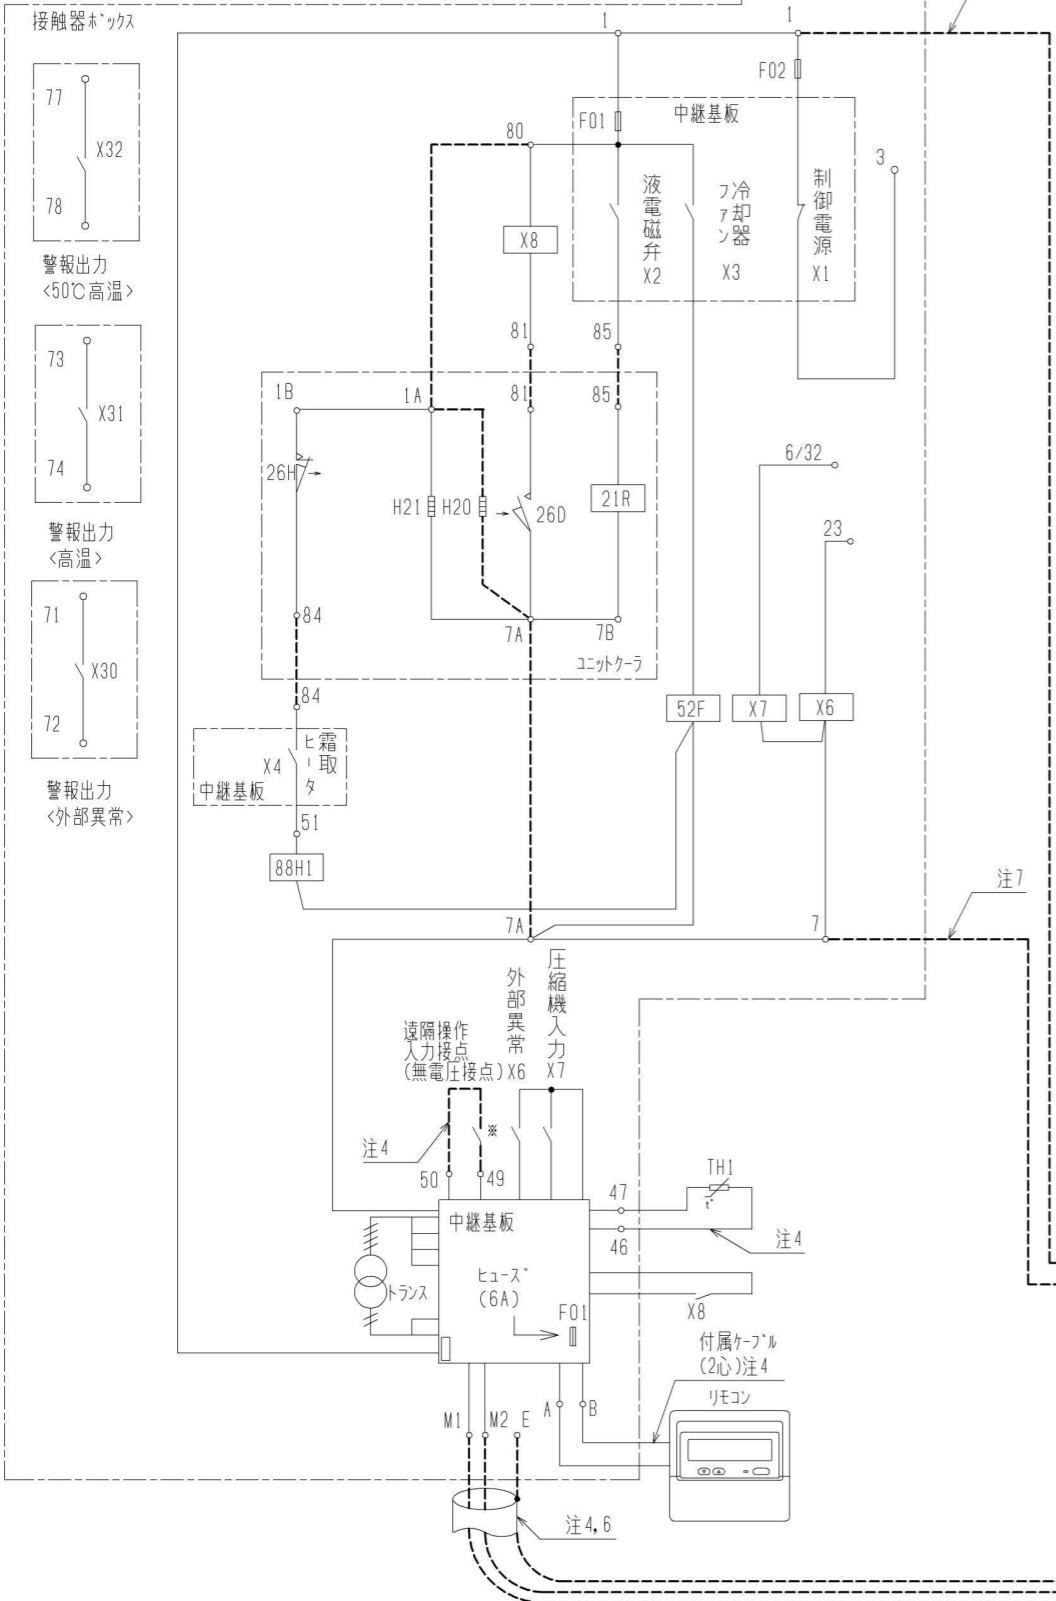 接触器ボックス
77
X32
78
警報出力
<50℃高温>
73
X31
74
警報出力
<高温>
71
X30
72
警報出力
<外部異常>
1
1
F02
F01
中継基板
80
3
液電磁弁
X2
冷却器
ファン
X3
制御電源
X1
X8
81
85
1B
1A
81
85
26H
H21
H20
26D
21R
6/32
23
84
7A
7B
ユニットクーラ
84
52F
X7
X6
霜取
ヒータ
X4
中継基板
51
88H1
注7
7A
7
外部異常
X6
圧縮機入力
X7
遠隔操作
入力接点
(無電圧接点)
※
注4
50
49
47
TH1
t°
46
注4
中継基板
ヒューズ
(6A)
F01
トランス
X8
付属ケーブル
(2心)注4
リモコン
A
B
M1
M2
E
注4,6